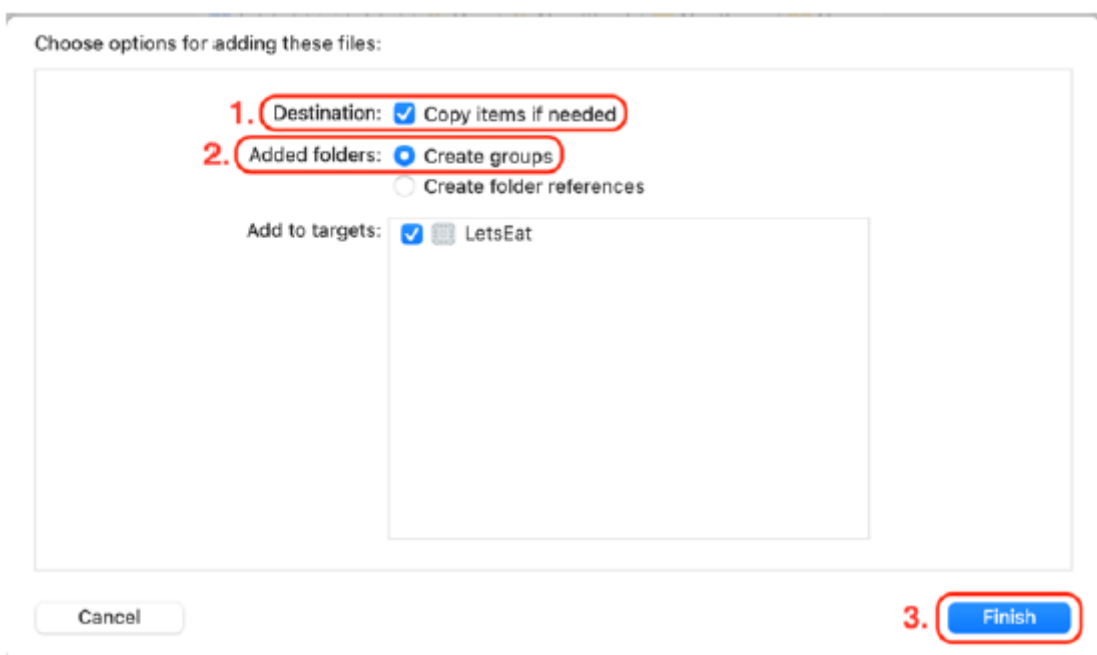 Choose options for adding these files:
1. Destination: Copy items if needed
2. Added folders: Create groups
Create folder references
Add to targets: LetsEat
Cancel
3. Finish